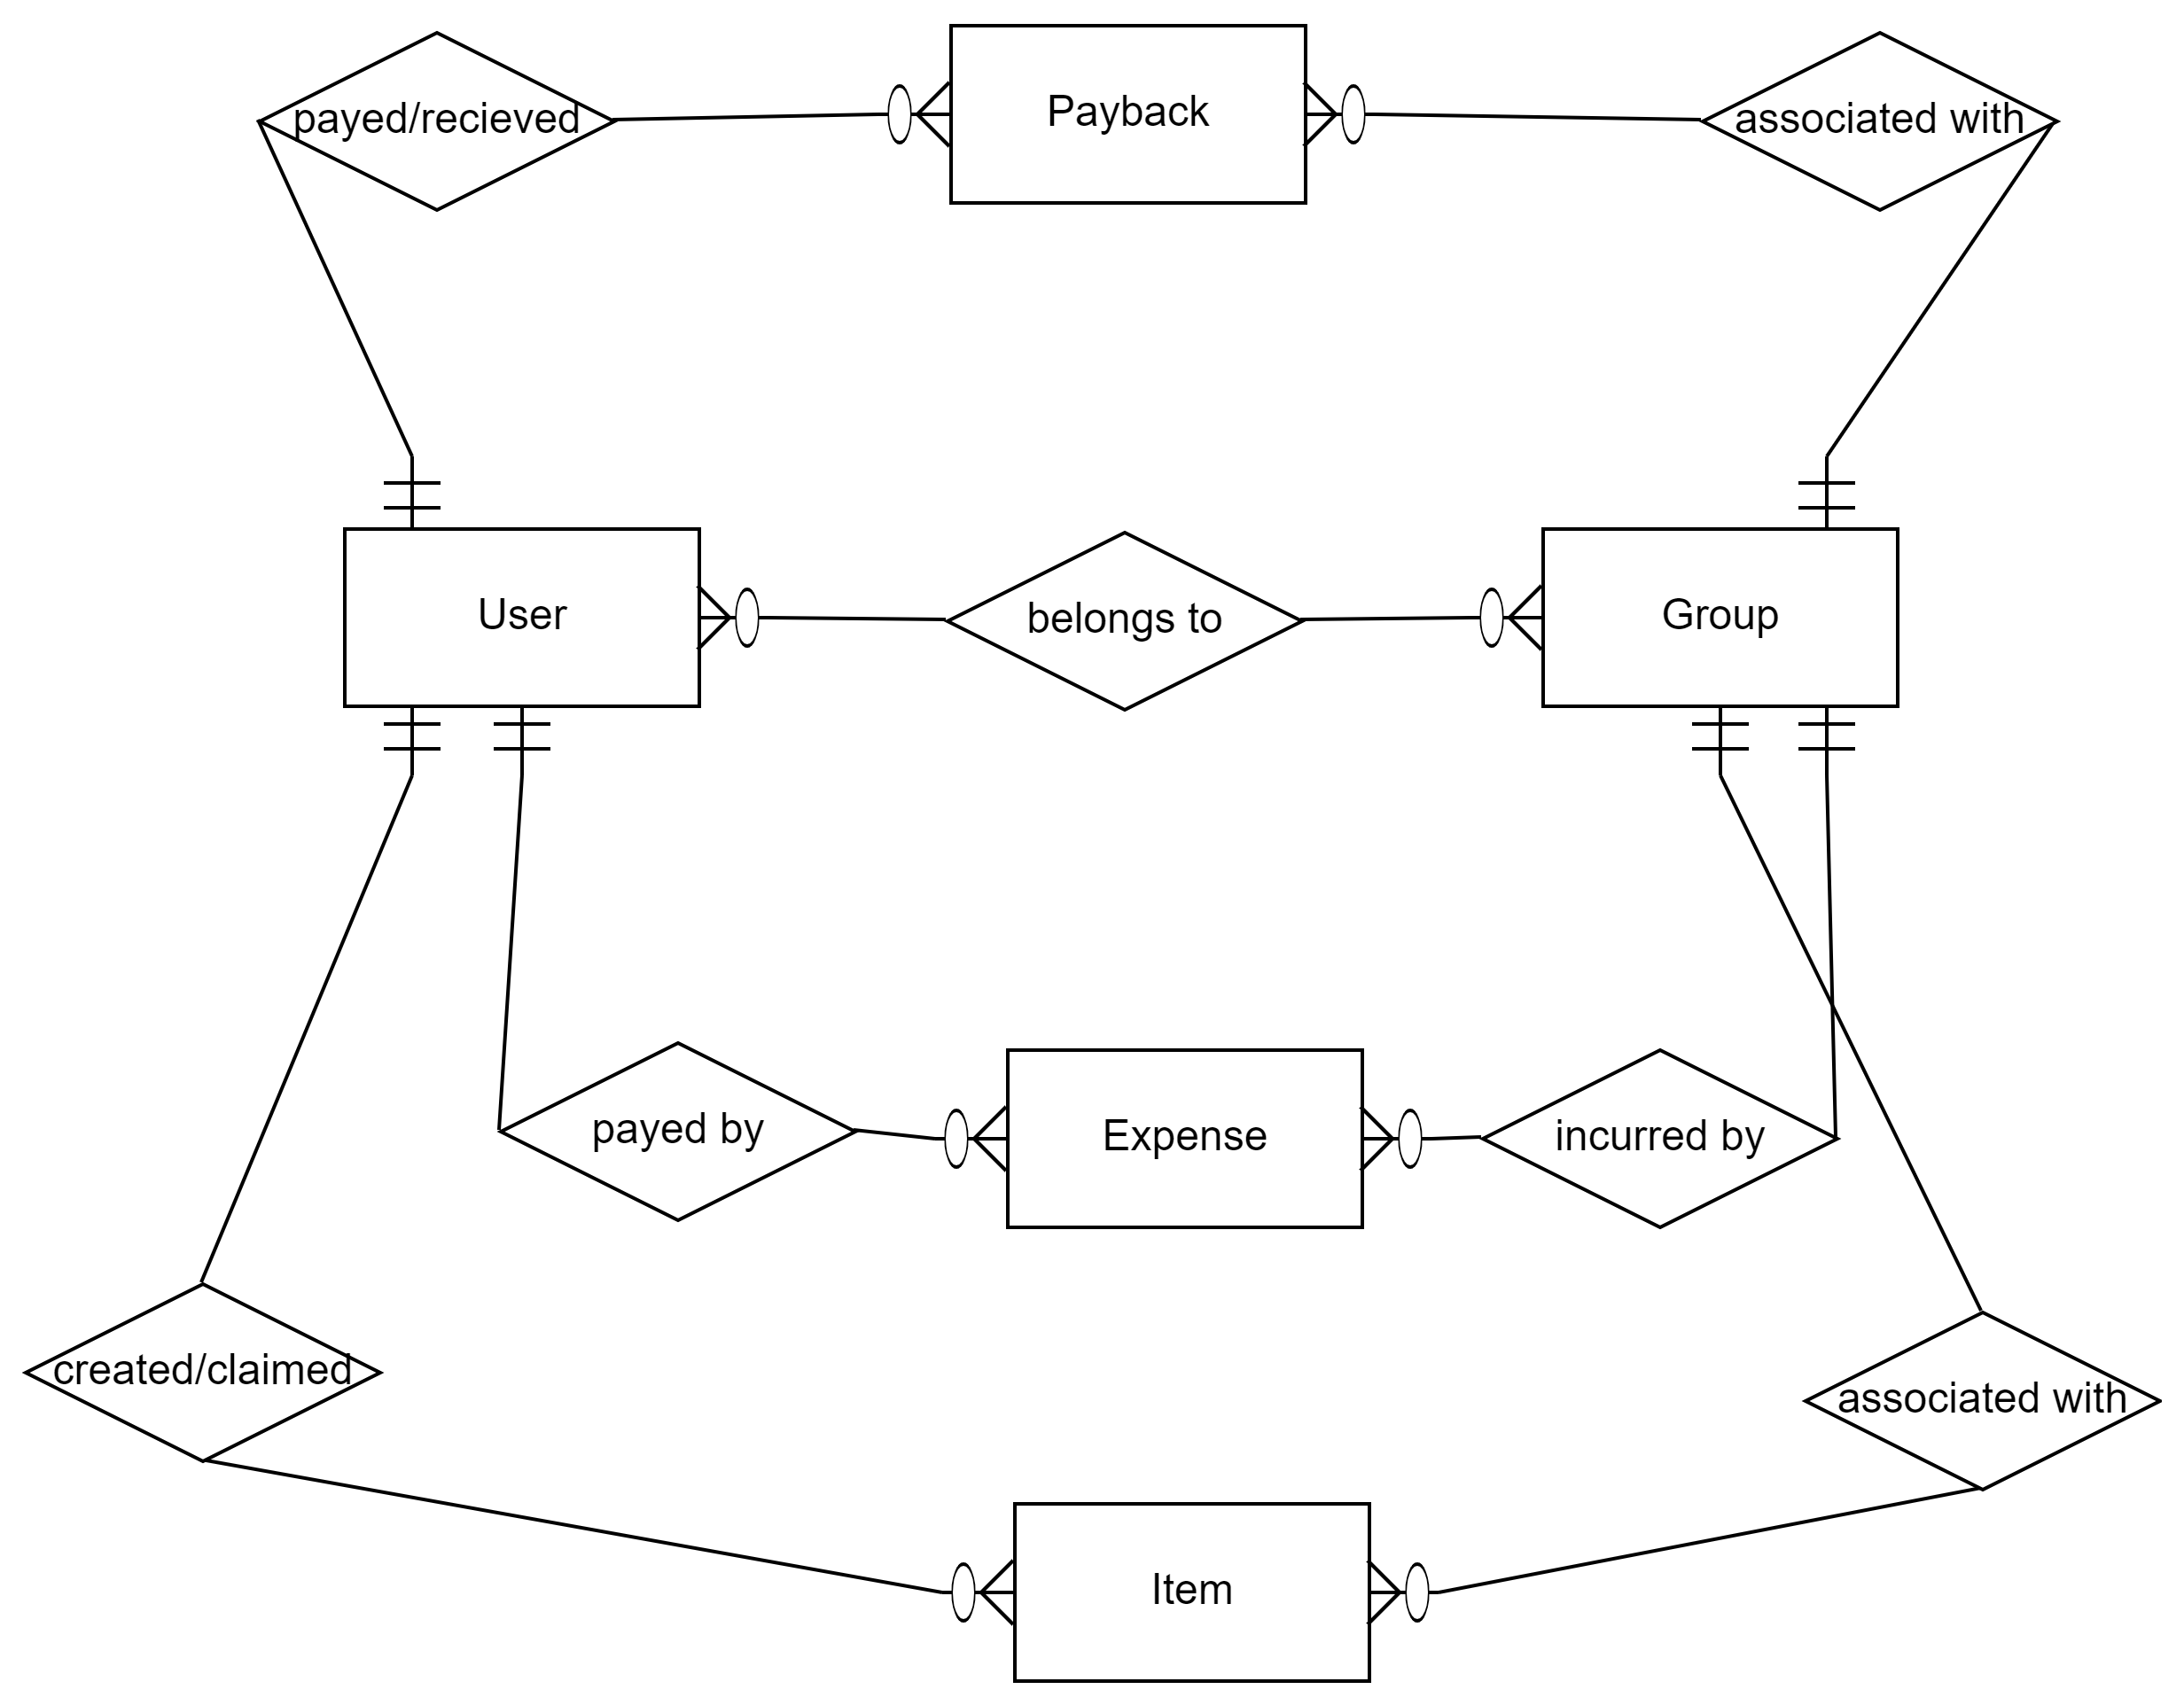 payed/recieved
Payback
associated with
User
belongs to
Group
payed by
Expense
incurred by
created/claimed
associated with
Item